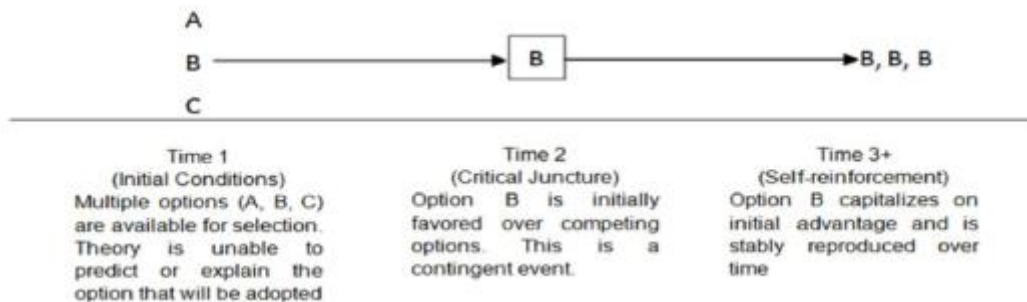 A
B
B
B, B, B
C
Time 1
(Initial Conditions)
Multiple options (A, B, C)
are available for selection.
Theory is unable to
predict or explain the
option that will be adopted
Time 2
(Critical Juncture)
Option B is initially
favored over competing
options. This is a
contingent event.
Time 3+
(Self-reinforcement)
Option B capitalizes on
initial advantage and is
stably reproduced over
time